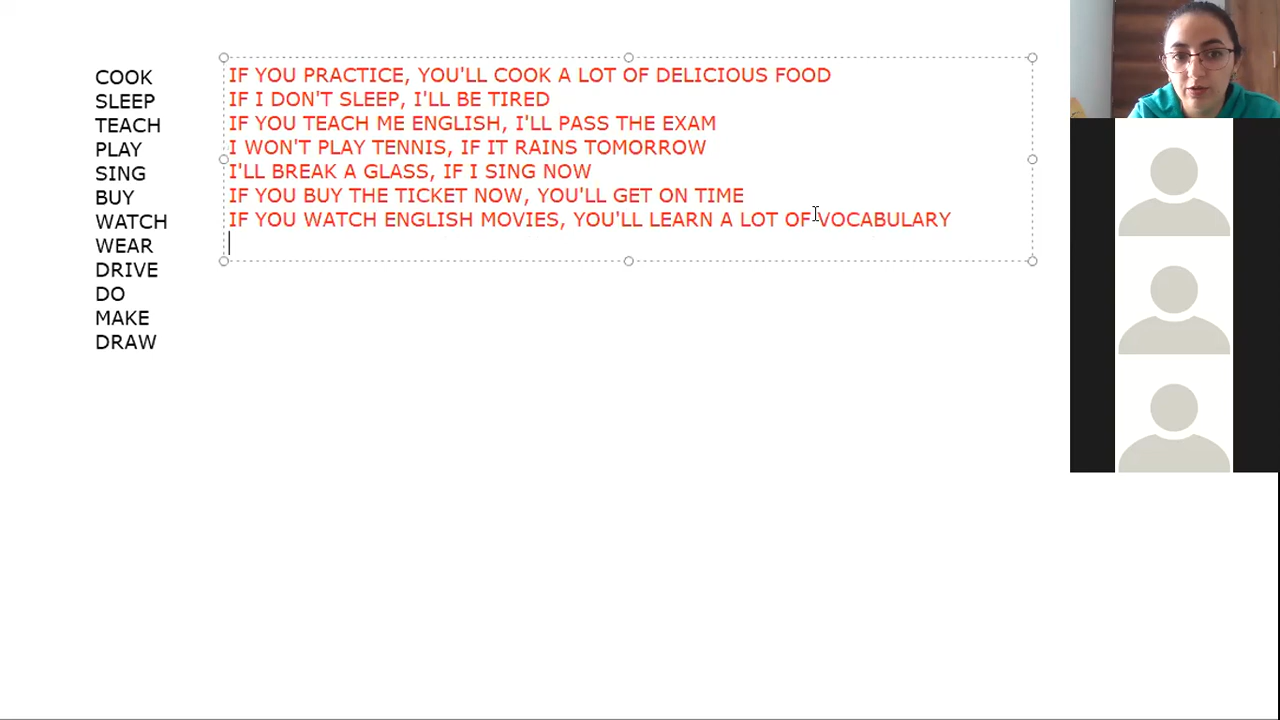 COOK
SLEEP
TEACH
PLAY
SING
BUY
WATCH
WEAR
DRIVE
DO
MAKE
DRAW
IF YOU PRACTICE, YOU'LL COOK A LOT OF DELICIOUS FOOD
IF I DON'T SLEEP, I'LL BE TIRED
IF YOU TEACH ME ENGLISH, I'LL PASS THE EXAM
I WON'T PLAY TENNIS, IF IT RAINS TOMORROW
I'LL BREAK A GLASS, IF I SING NOW
IF YOU BUY THE TICKET NOW, YOU'LL GET ON TIME
IF YOU WATCH ENGLISH MOVIES, YOU'LL LEARN A LOT OF VOCABULARY